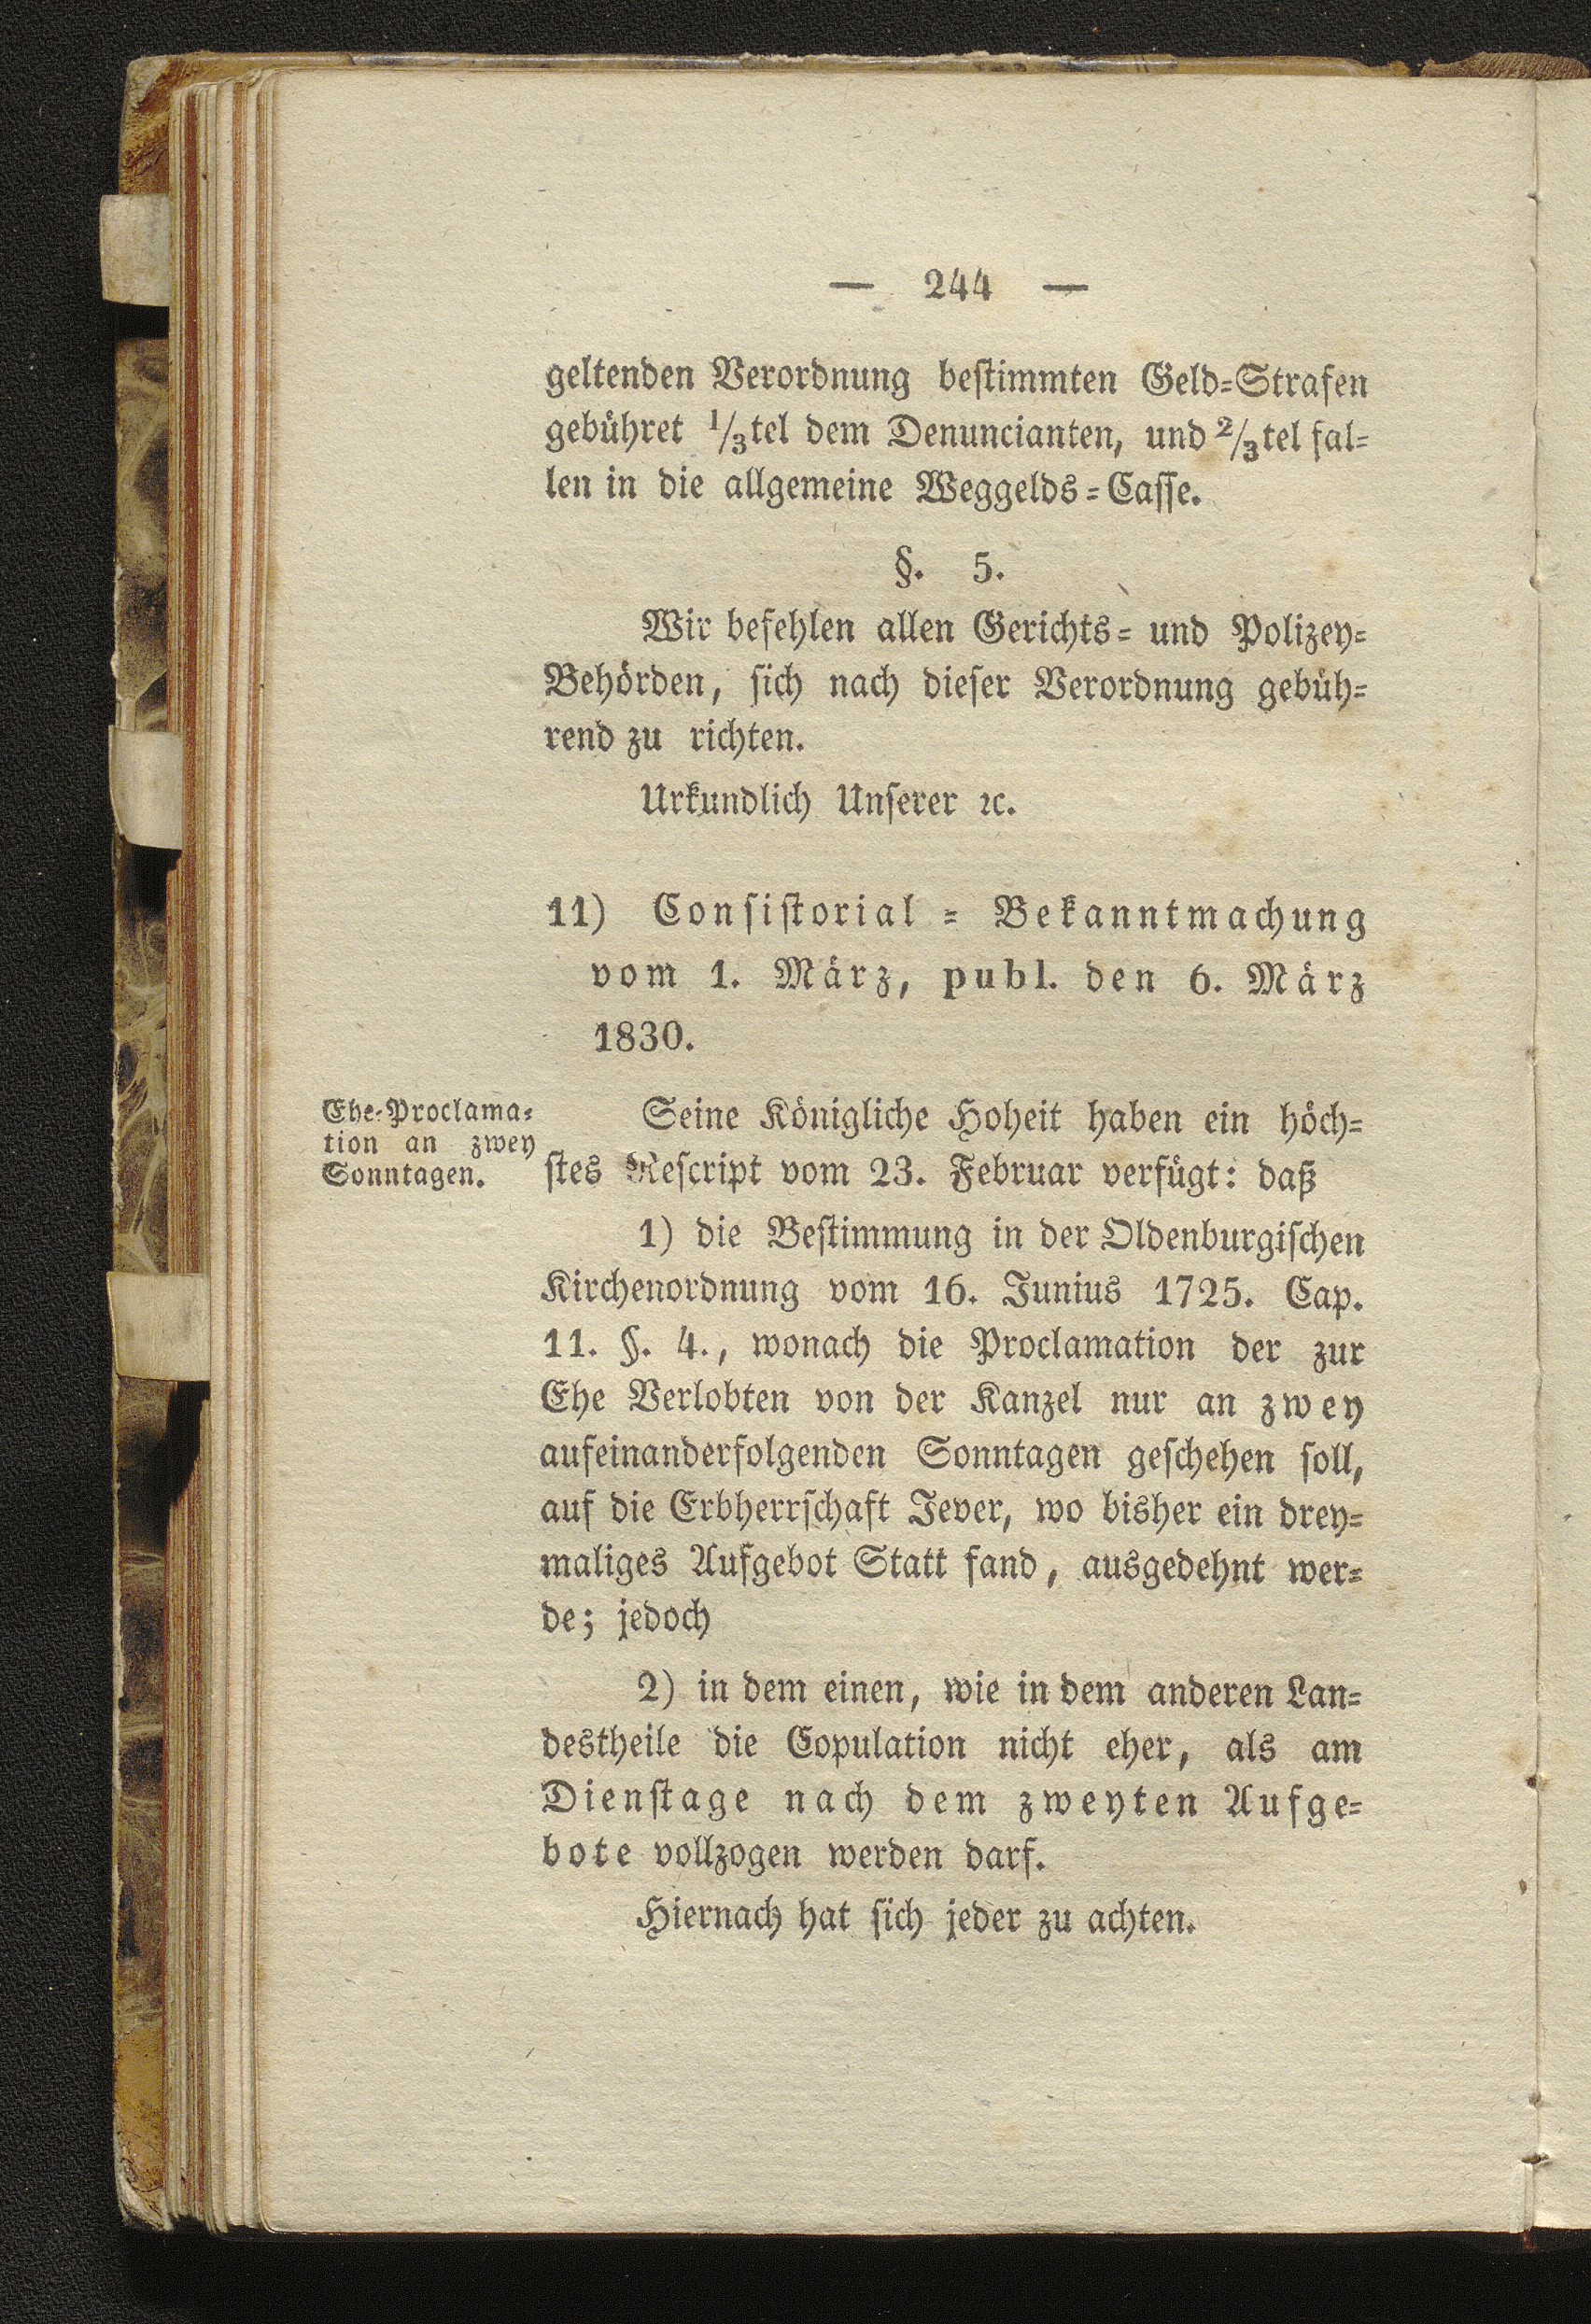 — 244 —
geltenden Verordnung bestimmten Geld=Strafen
gebühret 1/3tel dem Denuncianten, und 2/3tel fal=
len in die allgemeine Weggelds=Casse.
§. 5.
Wir befehlen allen Gerichts= und Polizey=
Behörden, sich nach dieser Verordnung gebüh=
rend zu richten.
Urkundlich Unserer ꝛc.
11) Consistorial = Bekanntmachung
vom 1. März, publ. den 6. März
1830.
Ehe=Proclama=
tion an zwey
Sonntagen.
Seine Königliche Hoheit haben ein höch=
stes Rescript vom 23. Februar verfügt: daß
1) die Bestimmung in der Oldenburgischen
Kirchenordnung vom 16. Junius 1725. Cap.
11. §. 4., wonach die Proclamation der zur
Ehe Verlobten von der Kanzel nur an zwey
aufeinanderfolgenden Sonntagen geschehen soll,
auf die Erbherrschaft Jever, wo bisher ein drey=
maliges Aufgebot Statt fand, ausgedehnt wer=
de; jedoch
2) in dem einen, wie in dem anderen Lan=
destheile die Copulation nicht eher, als am
Dienstage nach dem zweyten Aufge=
bote vollzogen werden darf.
Hiernach hat sich jeder zu achten.